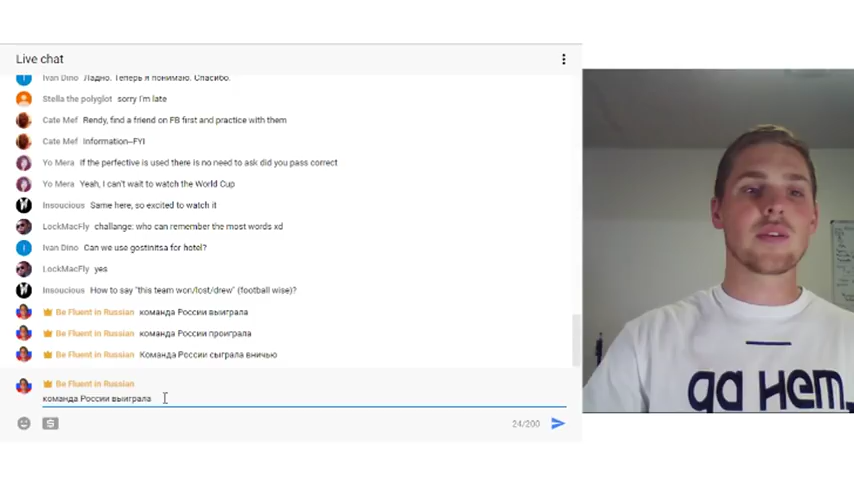 Live chat
Ivan Dino Ладно. Теперь я понимаю. Спасибо.
Stella the polyglot sorry I'm late
Cate Mef Rendy, find a friend on FB first and practice with them
Cate Mef Information--FYI
Yo Mera If the perfective is used there is no need to ask did you pass correct
Yo Mera Yeah, I can't wait to watch the World Cup
Insoucious Same here, so excited to watch it
LockMacFly challange: who can remember the most words xd
Ivan Dino Can we use gostinitsa for hotel?
LockMacFly yes
Insoucious How to say "this team won/lost/drew" (football wise)?
Be Fluent in Russian команда России выиграла
Be Fluent in Russian команда России проиграла
Be Fluent in Russian Команда России сыграла вничью
Be Fluent in Russian
команда России выиграла
24/200
да нет.